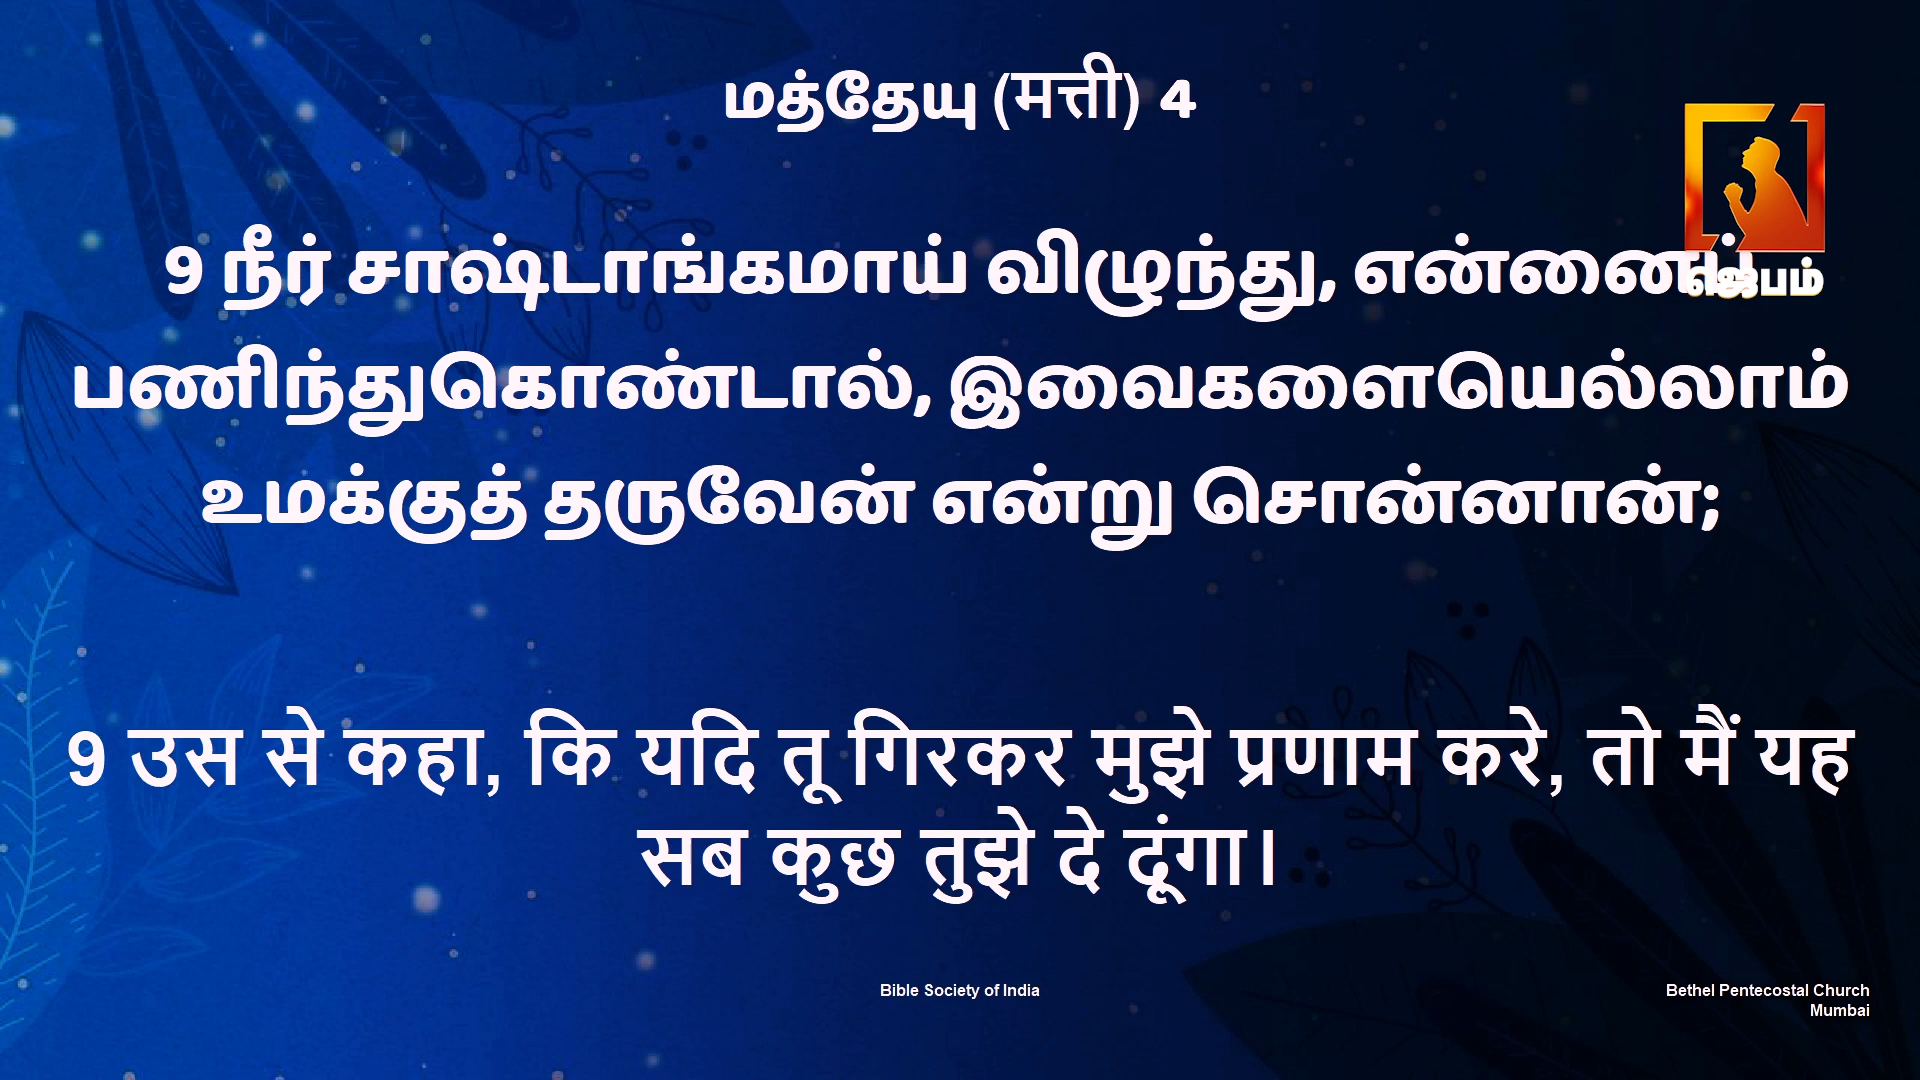 மத்தேயு (मत्ती) 4
9 நீர் சாஷ்டாங்கமாய் விழுந்து, என்னைப்
ஜெபம்
பணிந்துகொண்டால், இவைகளையெல்லாம்
உமக்குத் தருவேன் என்று சொன்னான்;
9 उस से कहा, कि यदि तू गिरकर मुझे प्रणाम करे, तो मैं यह
सब कुछ तुझे दे दूंगा।
Bible Society of India
Bethel Pentecostal Church
Mumbai